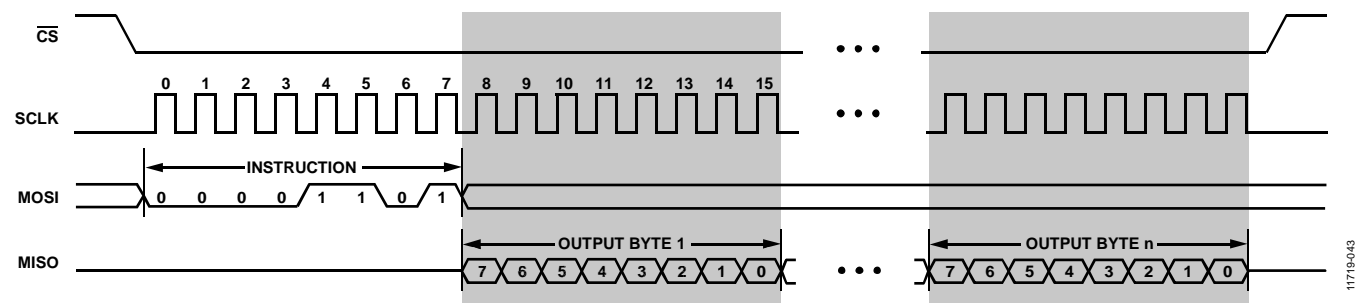 CS
0 1 2 3 4 5 6 7 8 9 10 11 12 13 14 15
SCLK
INSTRUCTION
MOSI 0 0 0 0 1 1 0 1
OUTPUT BYTE 1 OUTPUT BYTE n
MISO 7 6 5 4 3 2 1 0 7 6 5 4 3 2 1 0
11719-043